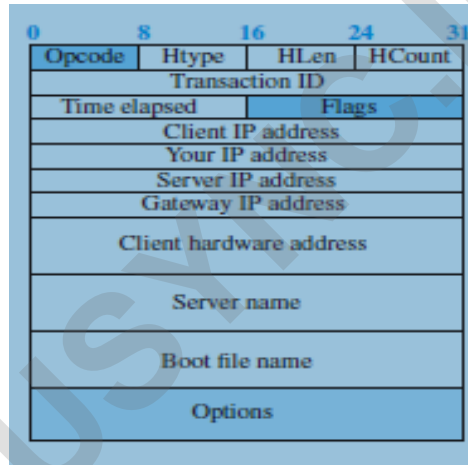 0 8 16 24 31
Opcode Htype HLen HCount
Transaction ID
Time elapsed Flags
Client IP address
Your IP address
Server IP address
Gateway IP address
Client hardware address
Server name
Boot file name
Options
USYNC.